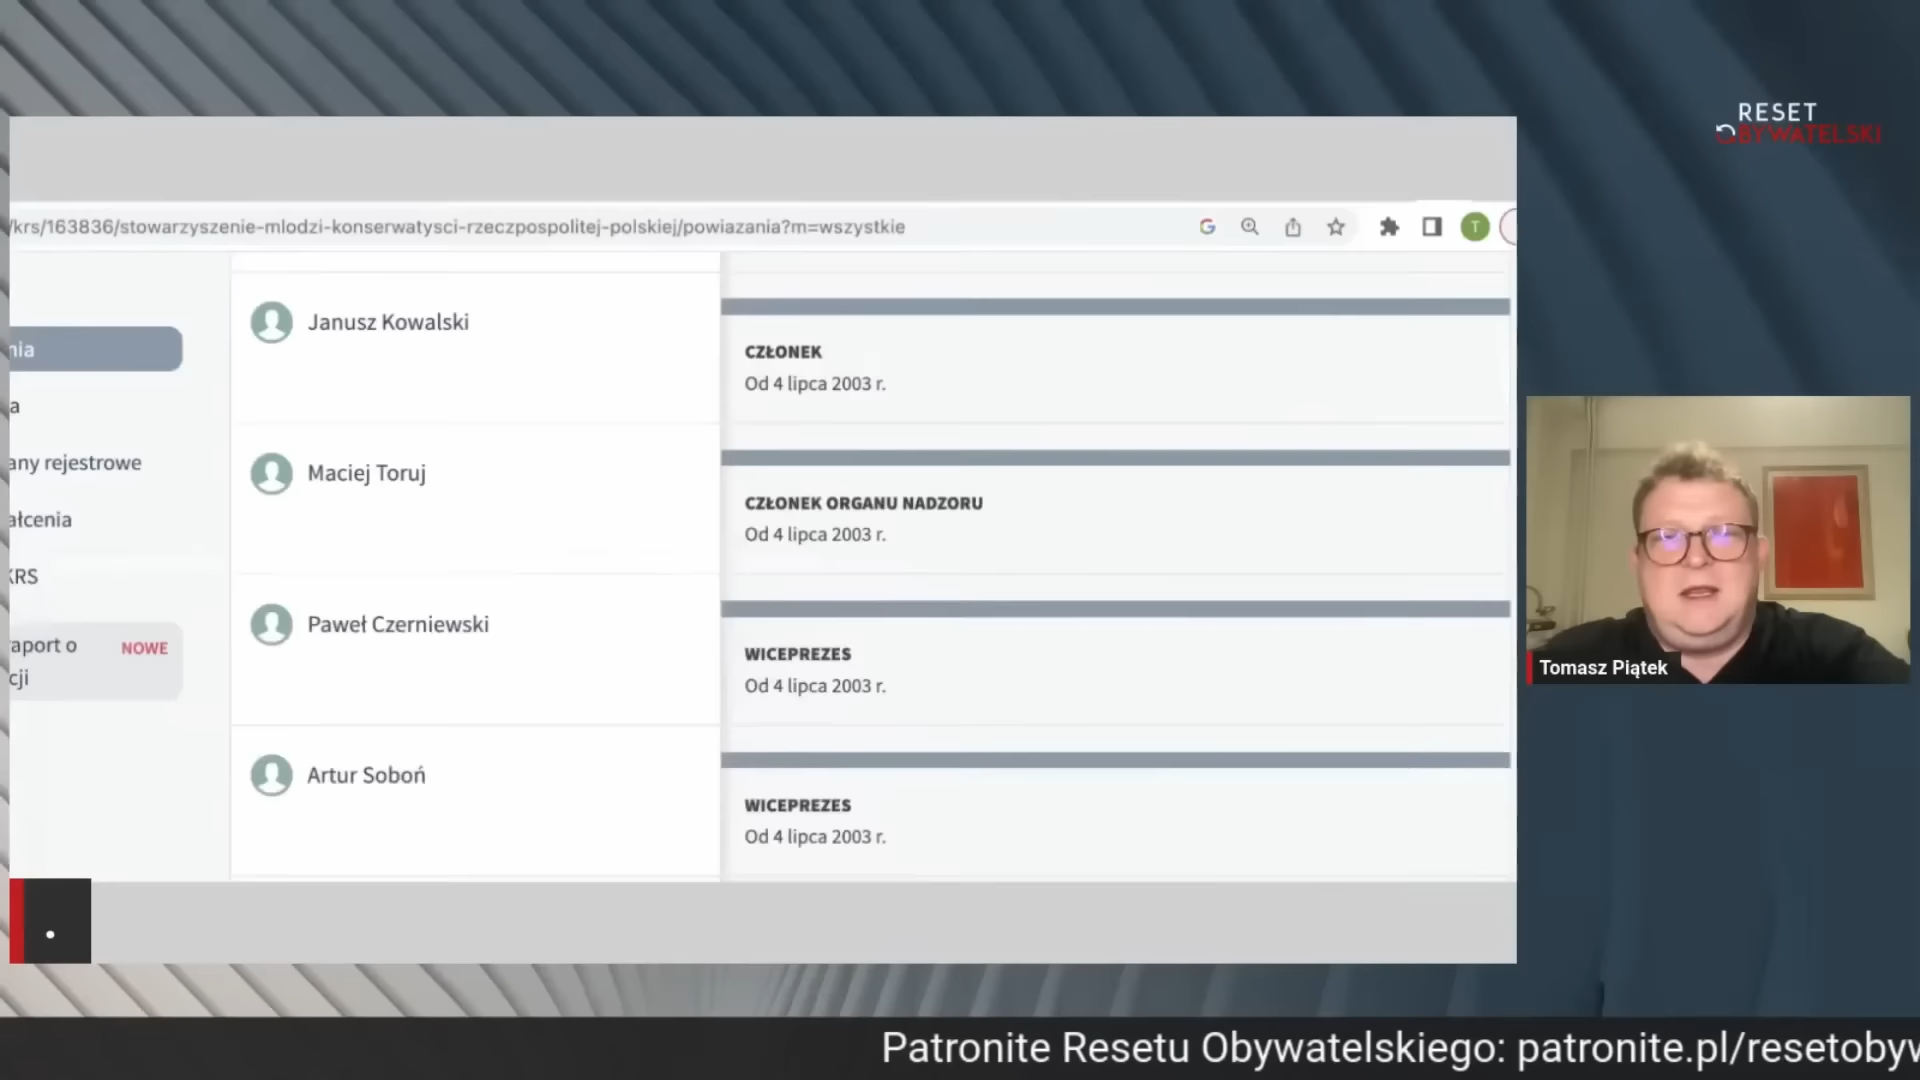 RESET
OBYWATELSKI
/krs/163836/stowarzyszenie-mlodzi-konserwatysci-rzeczpospolitej-polskiej/powiazania?m=wszystkie
G
T
nia
a
any rejestrowe
ałcenia
KRS
raport o
NOWE
cji
Janusz Kowalski
CZŁONEK
Od 4 lipca 2003 r.
Maciej Toruj
CZŁONEK ORGANU NADZORU
Od 4 lipca 2003 r.
Paweł Czerniewski
WICEPREZES
Od 4 lipca 2003 r.
Artur Soboń
WICEPREZES
Od 4 lipca 2003 r.
Tomasz Piątek
.
Patronite Resetu Obywatelskiego: patronite.pl/resetobyw